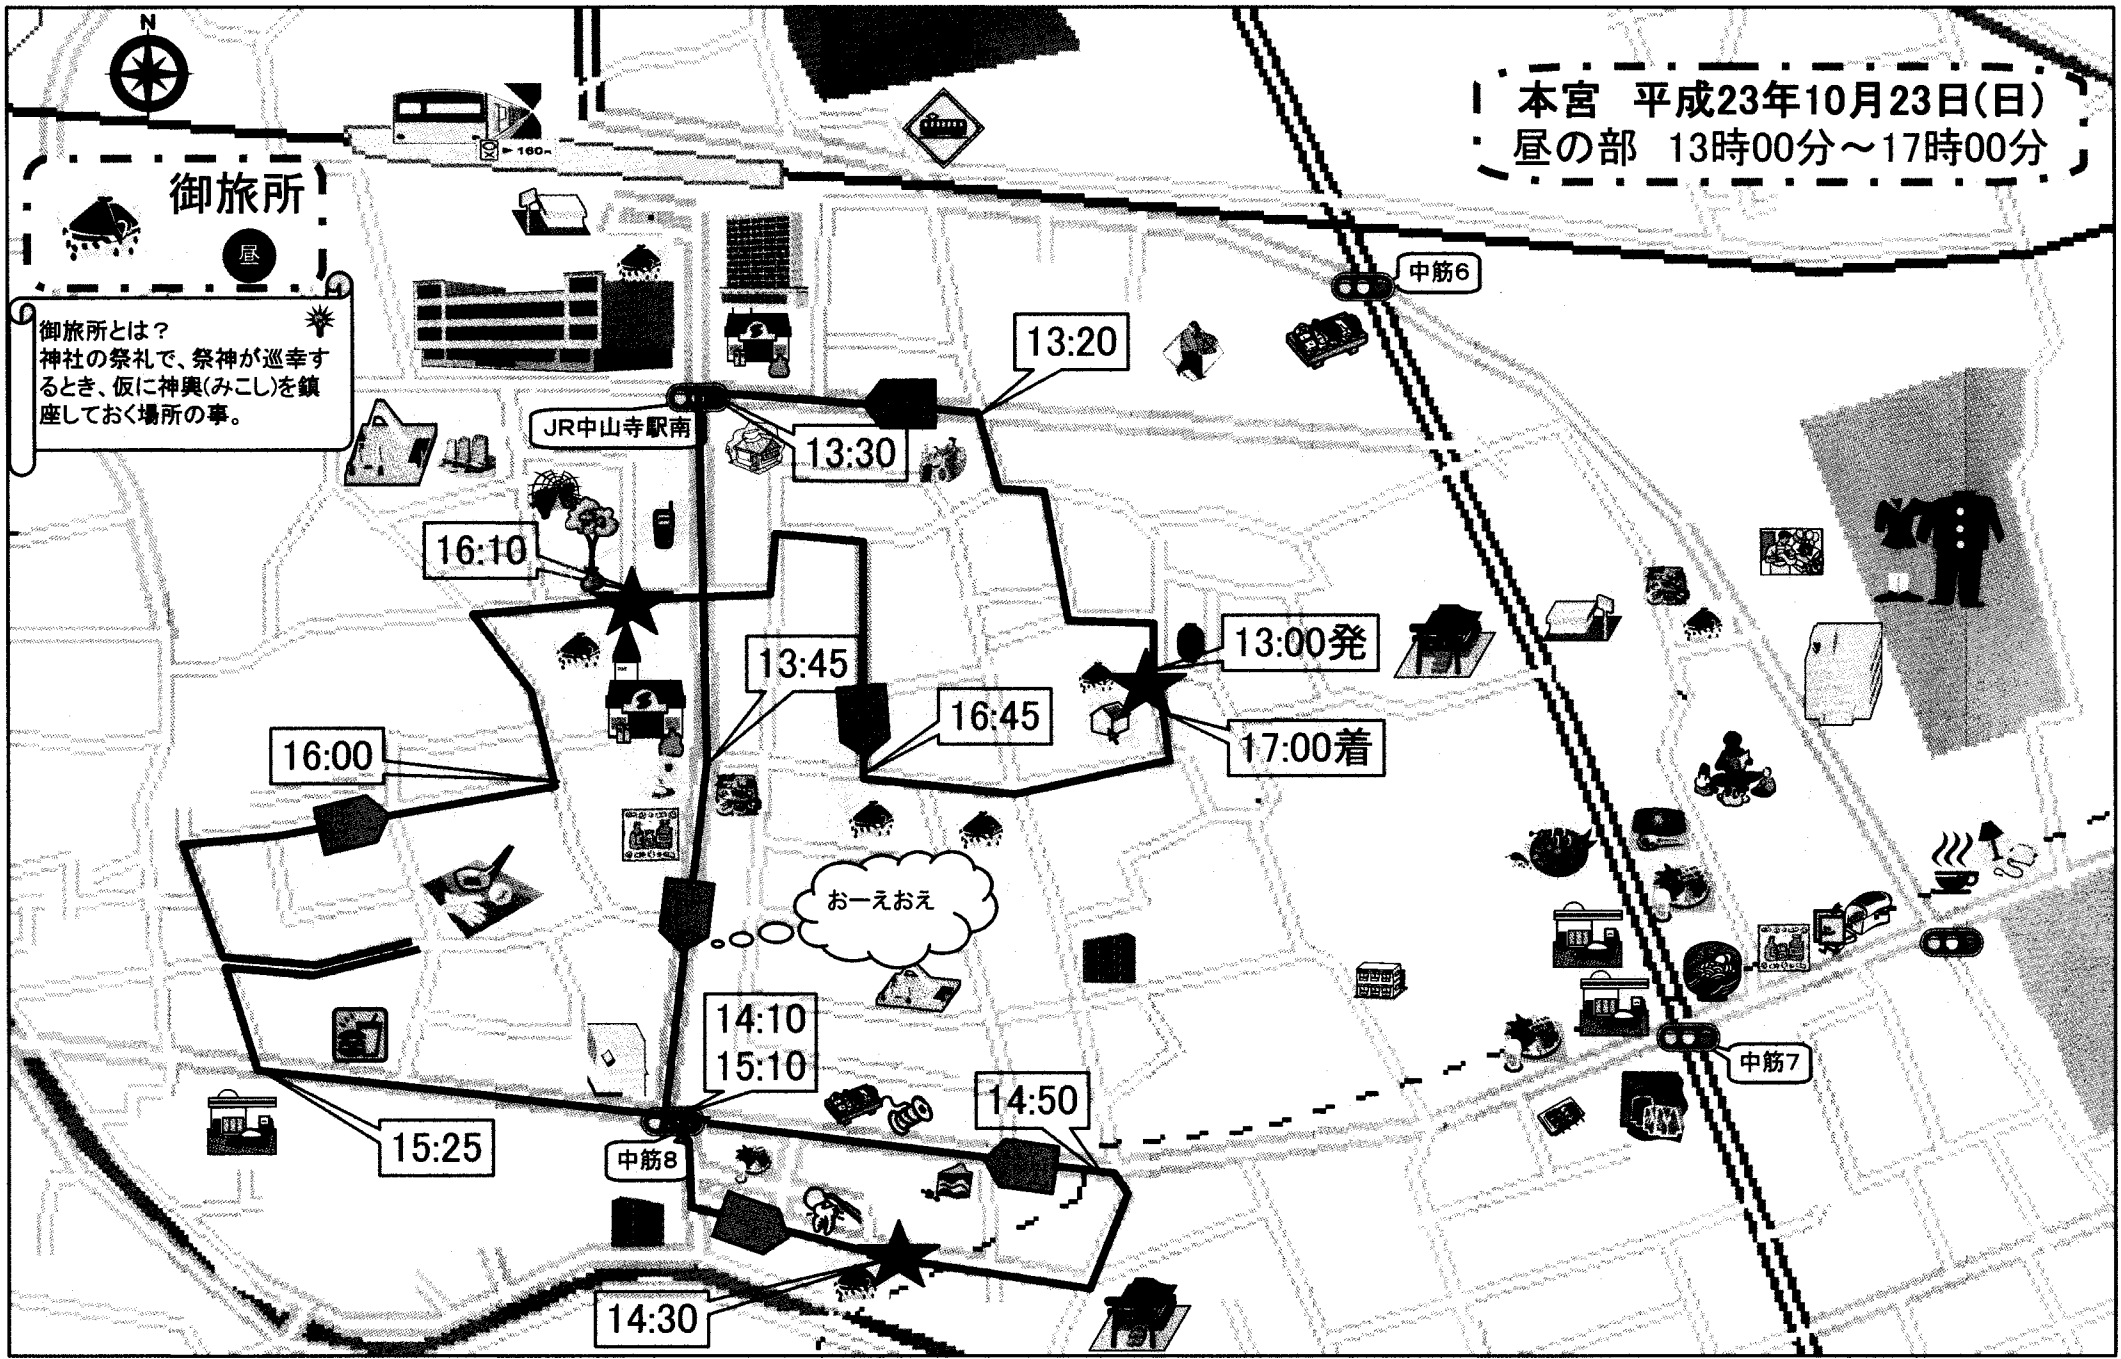 N
160m
本宮 平成23年10月23日(日)
昼の部 13時00分～17時00分
御旅所
昼
御旅所とは？
神社の祭礼で、祭神が巡幸す
るとき、仮に神輿(みこし)を鎮
座しておく場所の事。
中筋6
13:20
JR中山寺駅南
13:30
16:10
13:00発
13:45
16:45
17:00着
16:00
おーえおえ
14:10
15:10
14:50
中筋7
15:25
中筋8
14:30